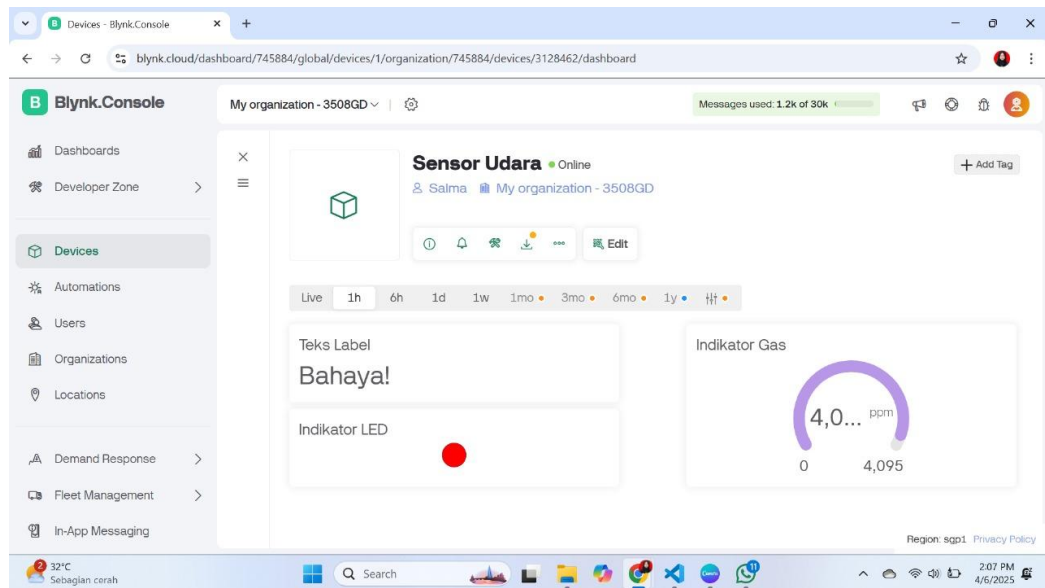 Devices - Blynk.Console
blynk.cloud/dashboard/745884/global/devices/1/organization/745884/devices/3128462/dashboard
B Blynk.Console
My organization - 3508GD
Messages used: 1.2k of 30k
Dashboards
Developer Zone
Devices
Automations
Users
Organizations
Locations
Demand Response
Fleet Management
In-App Messaging
Sensor Udara Online
Salma My organization - 3508GD
Add Tag
Edit
Live 1h 6h 1d 1w 1mo 3mo 6mo 1y
Teks Label
Bahaya!
Indikator LED
Indikator Gas
4,0... ppm
0 4,095
Region: sgp1 Privacy Policy
2
32°C
Sebagian cerah
Search
11
2:07 PM
4/6/2025